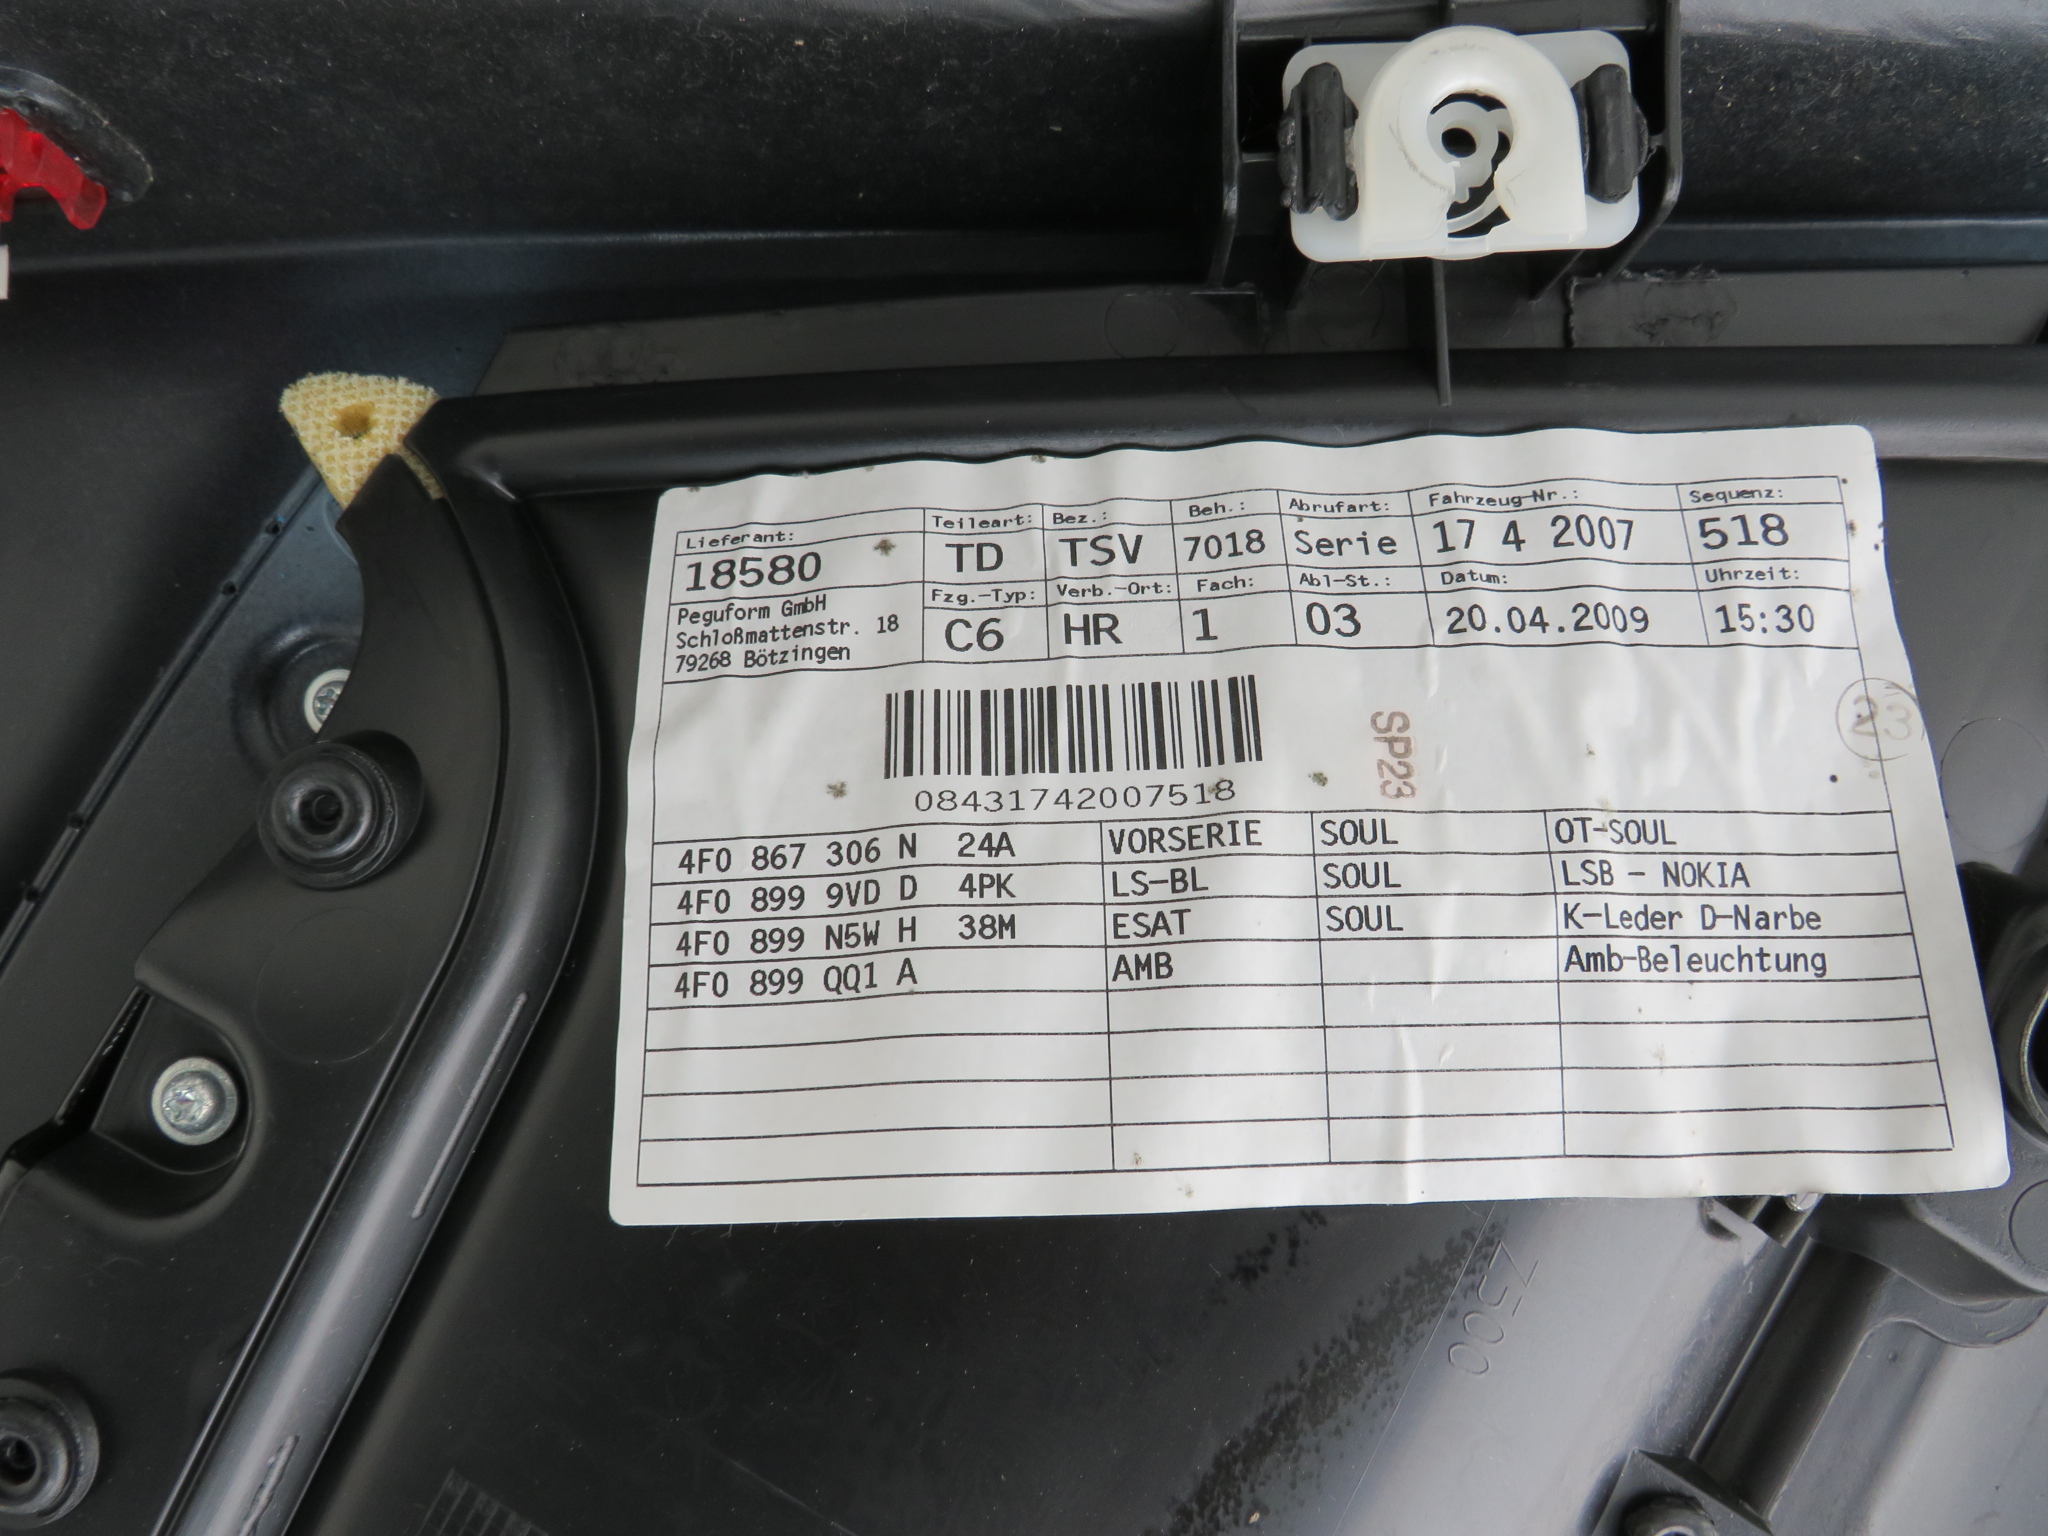 Lieferant: Teileart: Bez.: Beh.: Abrufart: Fahrzeug-Nr.: Sequenz:
18580 TD TSV 7018 Serie 17 4 2007 518
Peguform GmbH
Schloßmattenstr. 18
79268 Bötzingen
Fzg.-Typ: Verb.-Ort: Fach: Abl-St.: Datum: Uhrzeit:
C6 HR 1 03 20.04.2009 15:30
08431742007518
SP23
4F0 867 306 N 24A VORSERIE SOUL OT-SOUL
4F0 899 9VD D 4PK LS-BL SOUL LSB - NOKIA
4F0 899 N5W H 38M ESAT SOUL K-Leder D-Narbe
4F0 899 QQ1 A AMB Amb-Beleuchtung